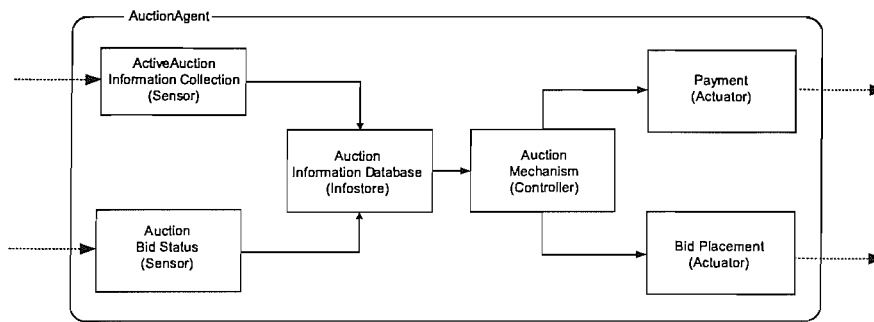 AuctionAgent
ActiveAuction
Information Collection
(Sensor)
Payment
(Actuator)
Auction
Information Database
(Infostore)
Auction
Mechanism
(Controller)
Auction
Bid Status
(Sensor)
Bid Placement
(Actuator)